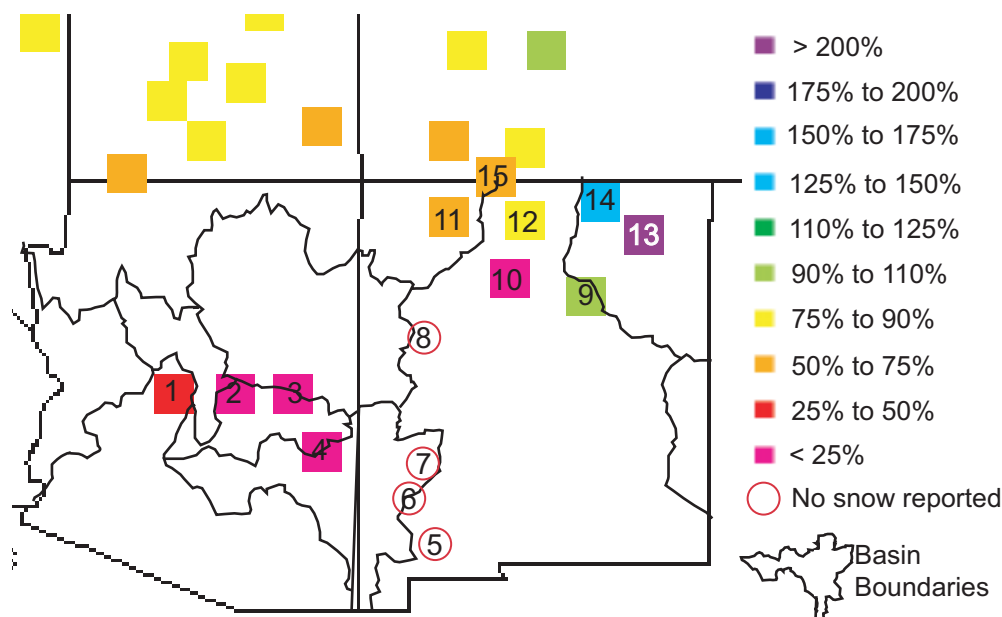 15
14
11
12
13
10
9
8
1
2
3
4
7
6
5
> 200%
175% to 200%
150% to 175%
125% to 150%
110% to 125%
90% to 110%
75% to 90%
50% to 75%
25% to 50%
< 25%
No snow reported
Basin
Boundaries